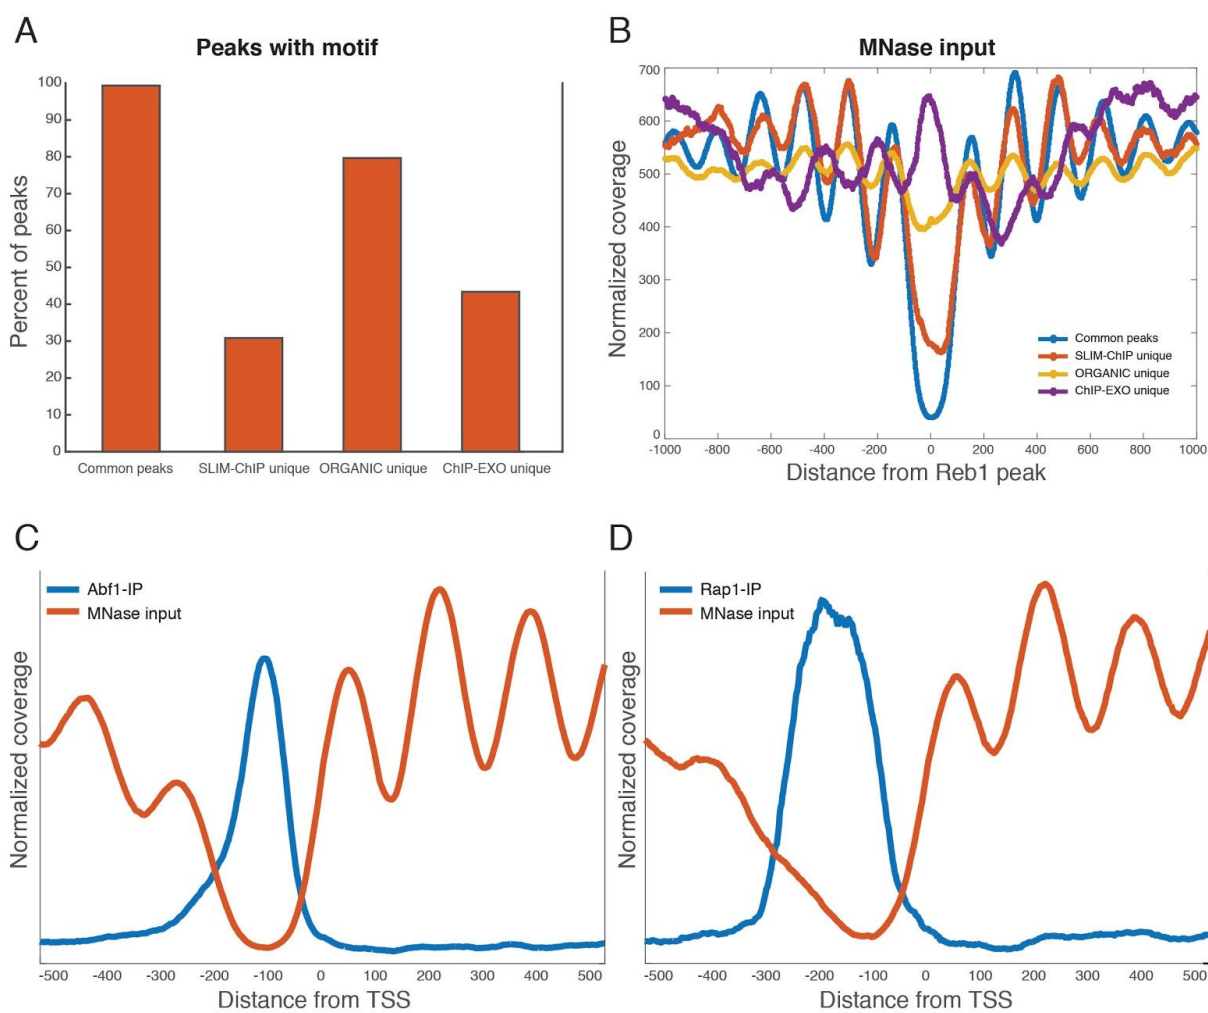 A
Peaks with motif
100
90
80
70
60
50
40
30
20
10
0
Percent of peaks
Common peaks SLIM-ChIP unique ORGANIC unique ChIP-EXO unique
B
MNase input
700
600
500
400
300
200
100
0
Normalized coverage
Common peaks
SLIM-ChIP unique
ORGANIC unique
ChIP-EXO unique
-1000 -800 -600 -400 -200 0 200 400 600 800 1000
Distance from Reb1 peak
C
Abf1-IP
MNase input
Normalized coverage
-500 -400 -300 -200 -100 0 100 200 300 400 500
Distance from TSS
D
Rap1-IP
MNase input
Normalized coverage
-500 -400 -300 -200 -100 0 100 200 300 400 500
Distance from TSS